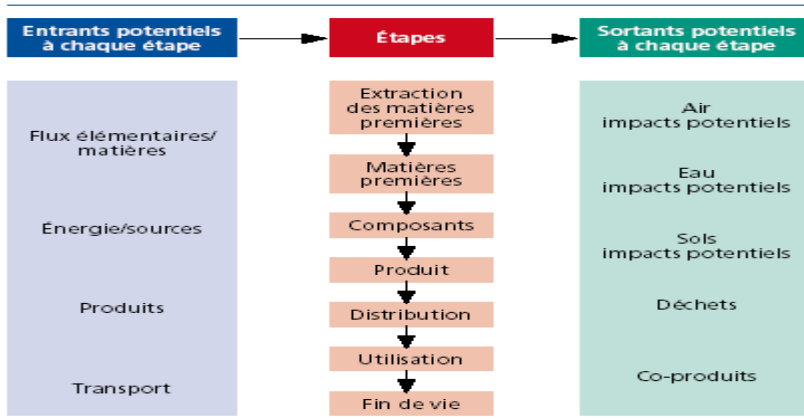 Entrants potentiels
à chaque étape
Étapes
Sortants potentiels
à chaque étape
Flux élémentaires/
matières
Énergie/sources
Produits
Transport
Extraction
des matières
premières
Matières
premières
Composants
Produit
Distribution
Utilisation
Fin de vie
Air
impacts potentiels
Eau
impacts potentiels
Sols
impacts potentiels
Déchets
Co-produits